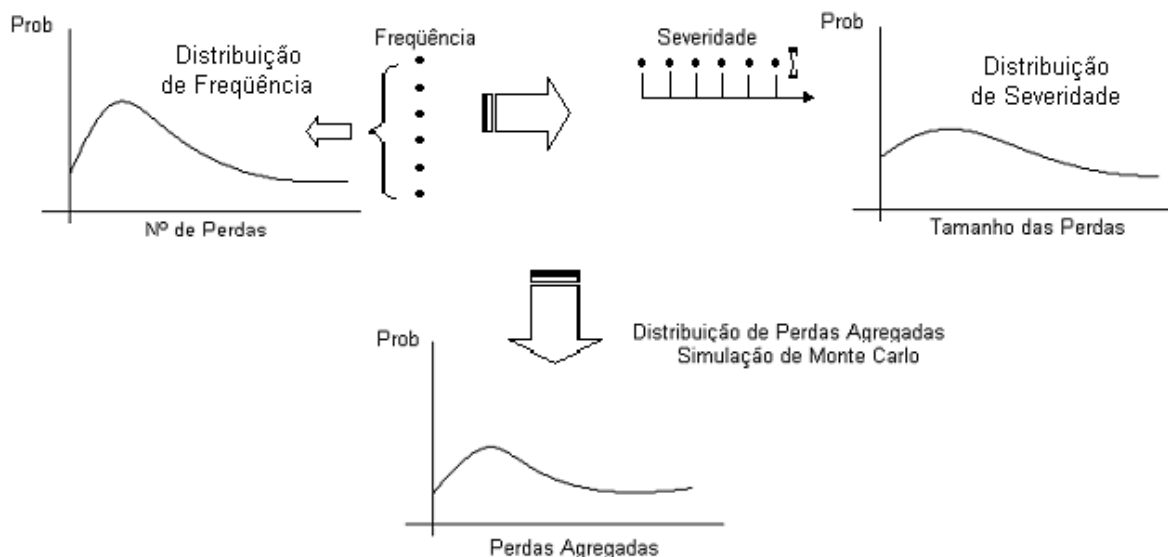 Prob
Distribuição
de Freqüência
Nº de Perdas
Freqüência
Severidade
Prob
Distribuição
de Severidade
Tamanho das Perdas
Distribuição de Perdas Agregadas
Simulação de Monte Carlo
Prob
Perdas Agregadas